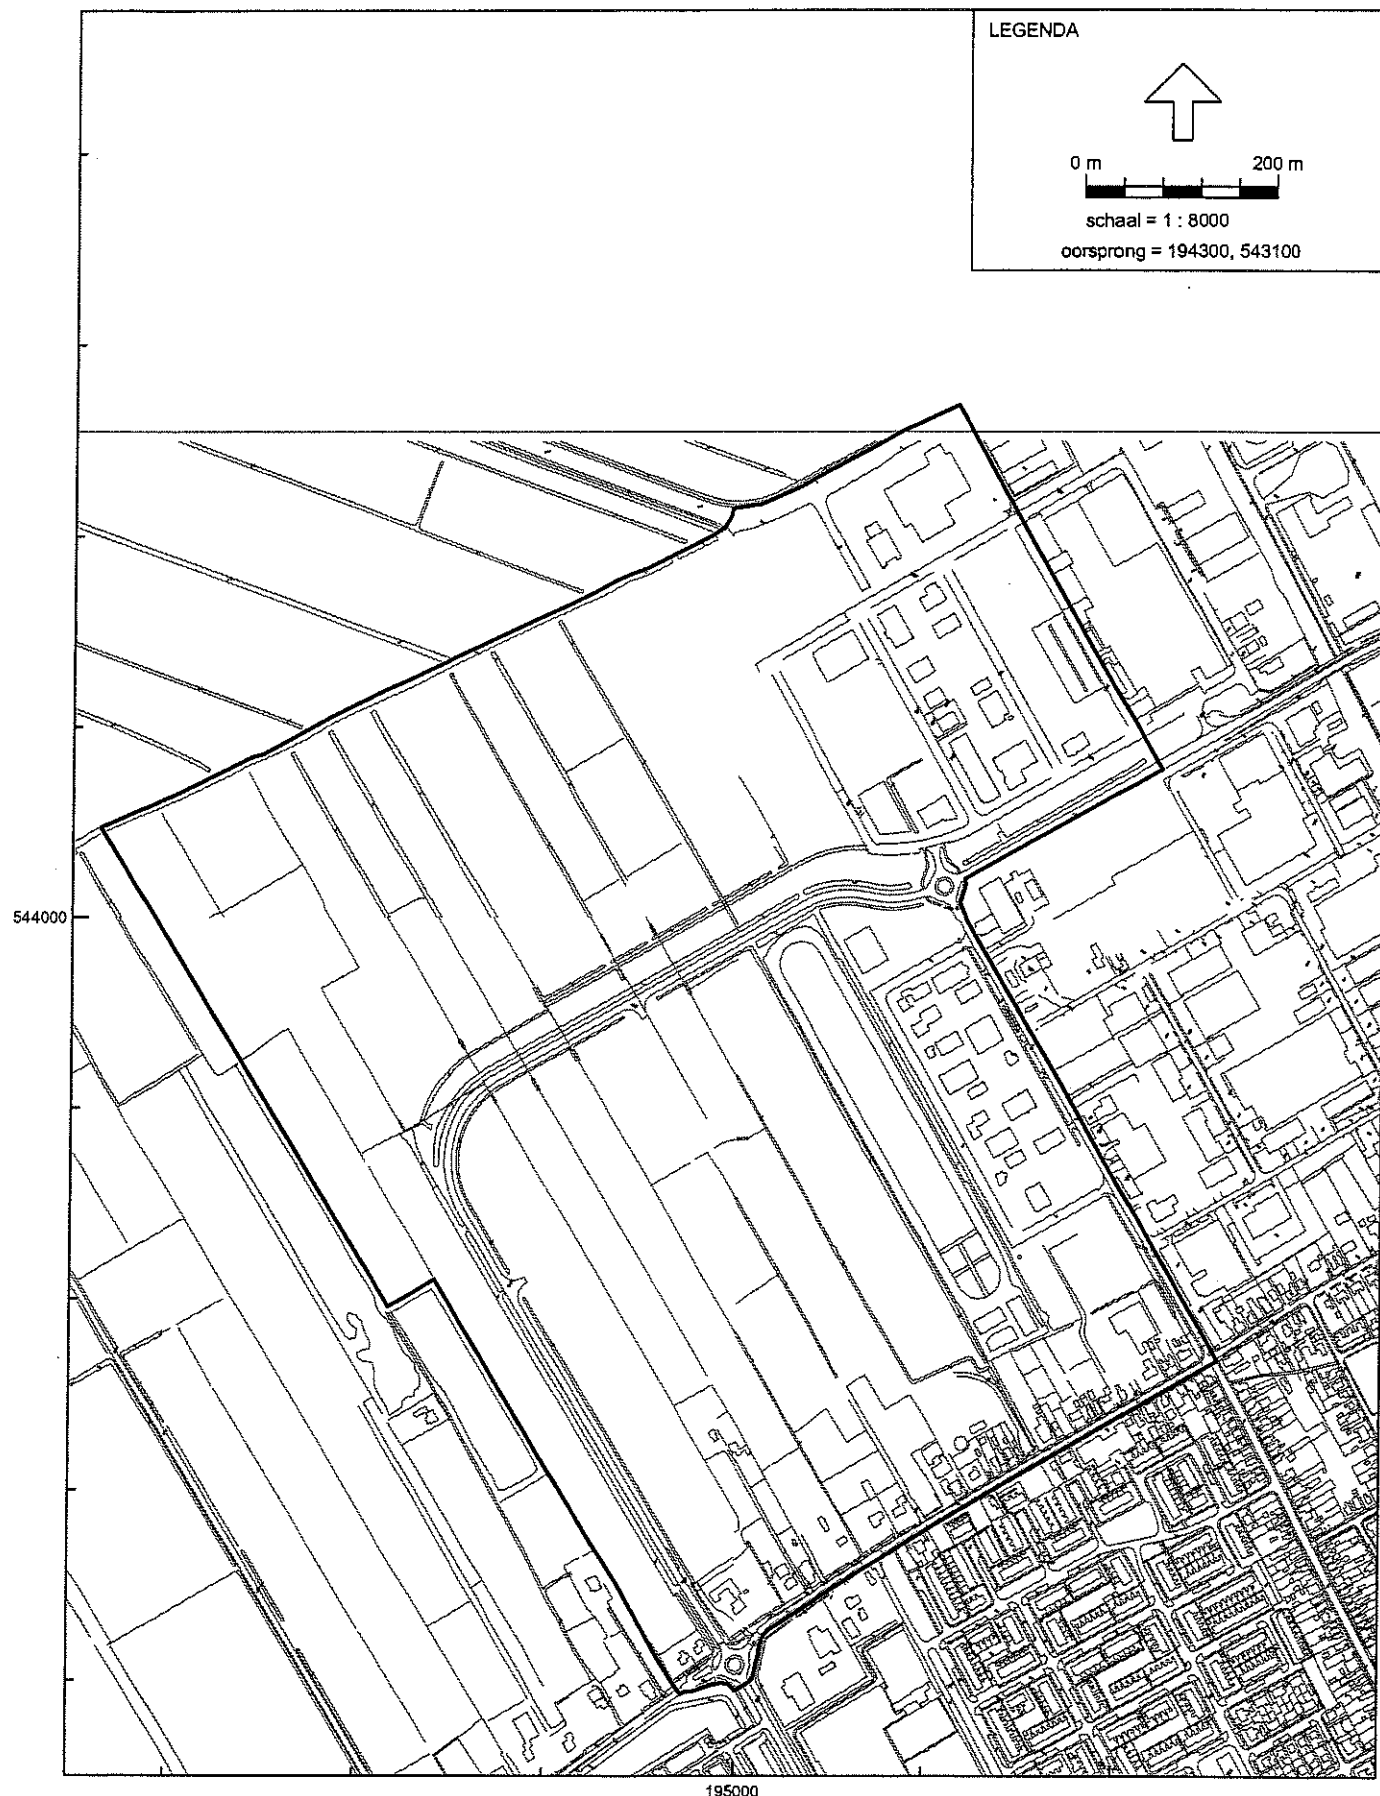 LEGENDA
0 m 200 m
schaal = 1 : 8000
oorsprong = 194300, 543100
544000
195000